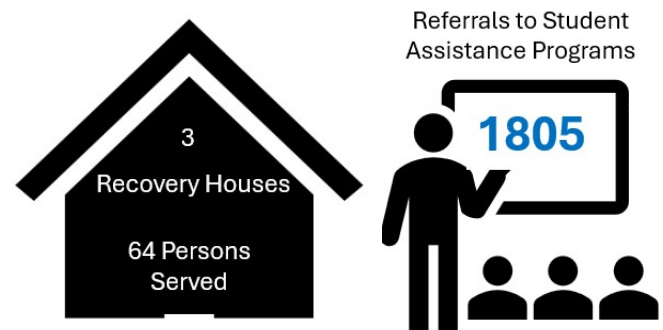 3
Recovery Houses
64 Persons
Served
Referrals to Student
Assistance Programs
1805